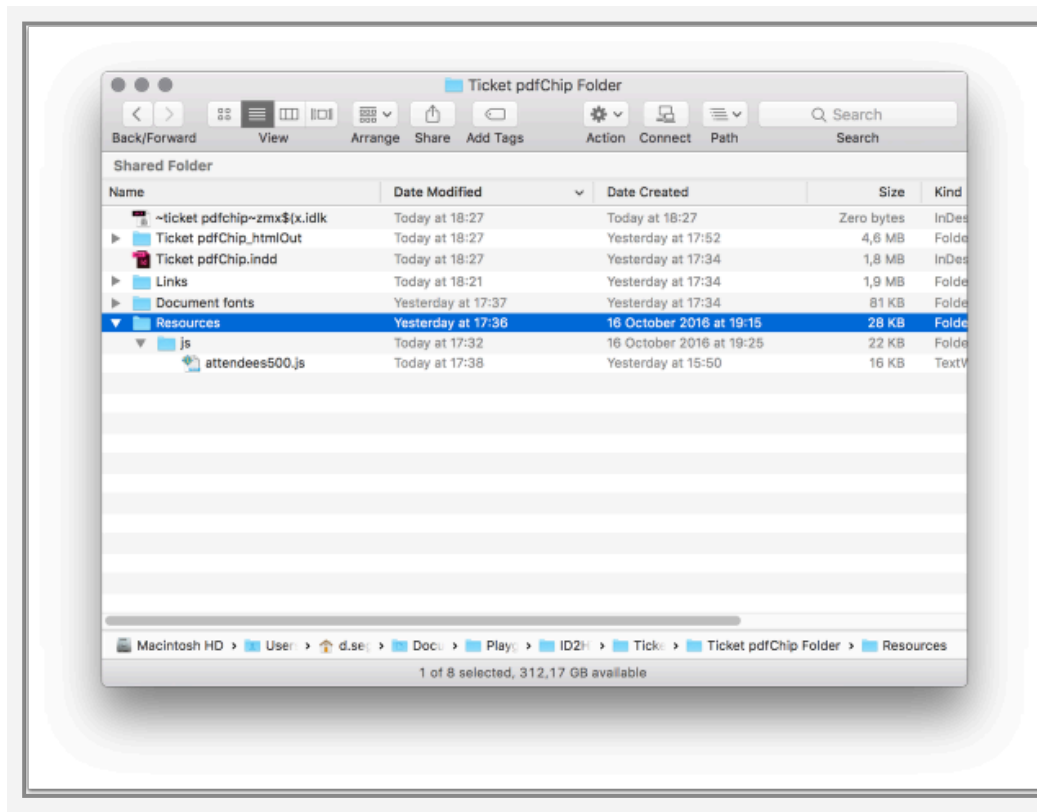 Ticket pdfChip Folder
Search
Back/Forward View Arrange Share Add Tags Action Connect Path Search
Shared Folder
Name Date Modified Date Created Size Kind
~ticket pdfchip~zmx${x.idlk Today at 18:27 Today at 18:27 Zero bytes InDes
Ticket pdfChip_htmlOut Today at 18:27 Yesterday at 17:52 4,6 MB Folde
Ticket pdfChip.indd Today at 18:27 Yesterday at 17:34 1,8 MB InDes
Links Today at 18:21 Yesterday at 17:34 1,9 MB Folde
Document fonts Yesterday at 17:37 Yesterday at 17:34 81 KB Folde
Resources Yesterday at 17:36 16 October 2016 at 19:15 28 KB Folde
js Today at 17:32 16 October 2016 at 19:25 22 KB Folde
attendees500.js Today at 17:38 Yesterday at 15:50 16 KB TextW
Macintosh HD › User › d.se › Docu › Play › ID2H › Ticke › Ticket pdfChip Folder › Resources
1 of 8 selected, 312,17 GB available